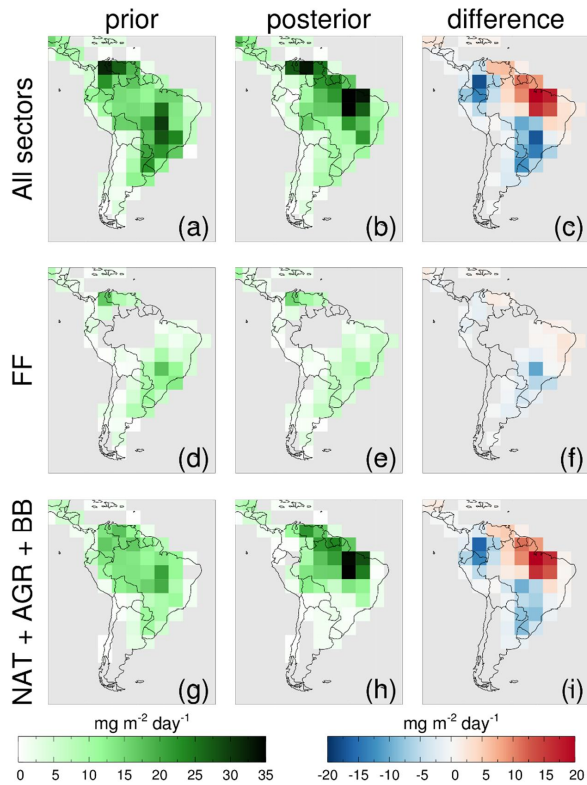 prior posterior difference
All sectors
(a) (b) (c)
FF
(d) (e) (f)
NAT + AGR + BB
(g) (h) (i)
mg m⁻² day⁻¹ mg m⁻² day⁻¹
0 5 10 15 20 25 30 35 -20 -15 -10 -5 0 5 10 15 20